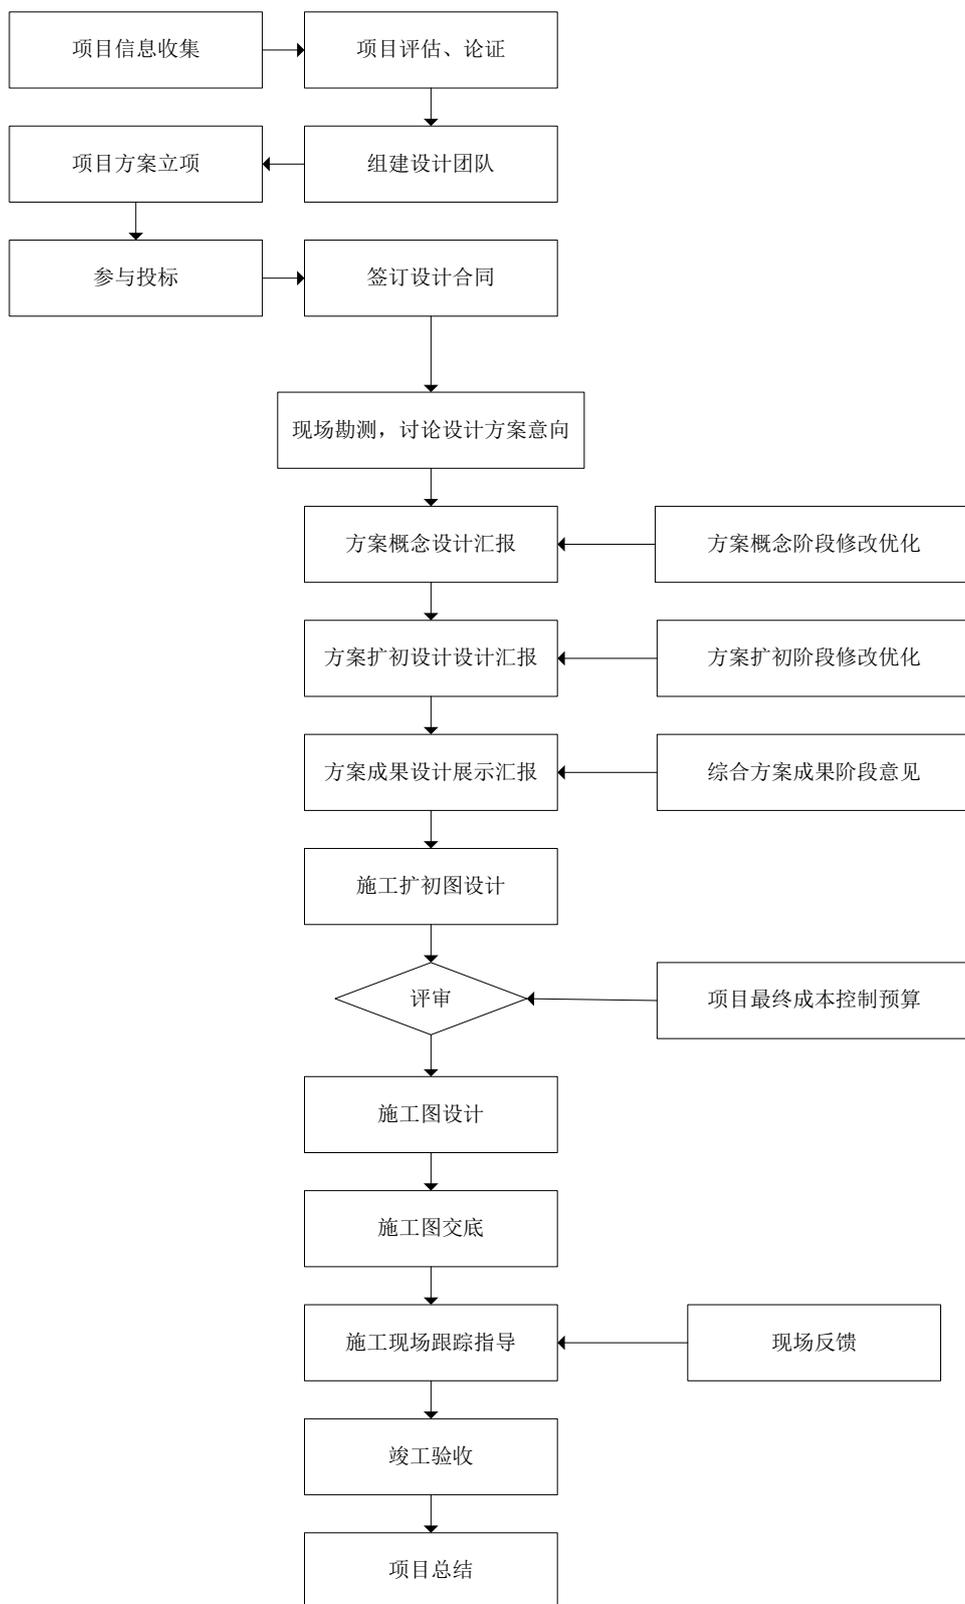 项目信息收集
项目评估、论证
项目方案立项
组建设计团队
参与投标
签订设计合同
现场勘测，讨论设计方案意向
方案概念设计汇报
方案概念阶段修改优化
方案扩初设计设计汇报
方案扩初阶段修改优化
方案成果设计展示汇报
综合方案成果阶段意见
施工扩初图设计
评审
项目最终成本控制预算
施工图设计
施工图交底
施工现场跟踪指导
现场反馈
竣工验收
项目总结